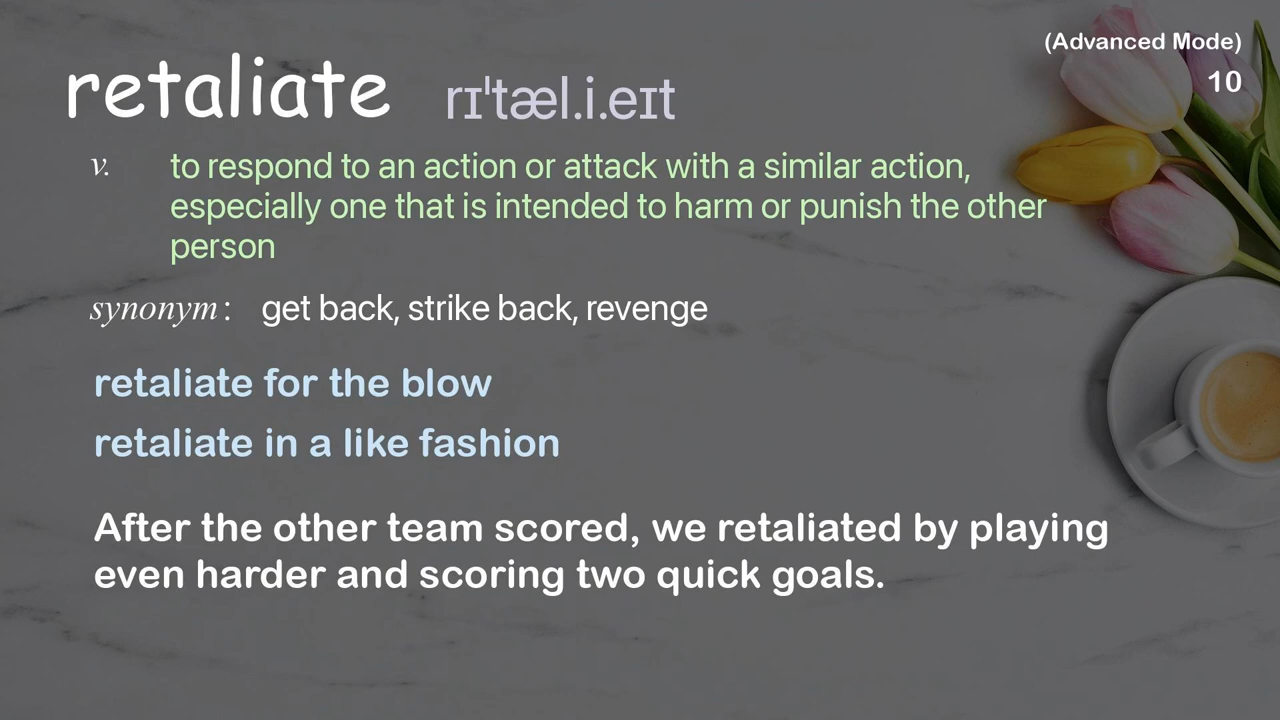 (Advanced Mode)
10
retaliate rɪˈtæl.i.eɪt
v. to respond to an action or attack with a similar action,
especially one that is intended to harm or punish the other
person
synonym: get back, strike back, revenge
retaliate for the blow
retaliate in a like fashion
After the other team scored, we retaliated by playing
even harder and scoring two quick goals.